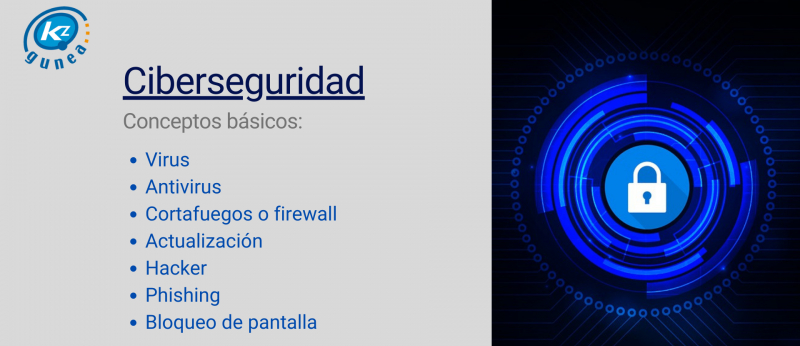 kz
gunea
Ciberseguridad
Conceptos básicos:
• Virus
• Antivirus
• Cortafuegos o firewall
• Actualización
• Hacker
• Phishing
• Bloqueo de pantalla